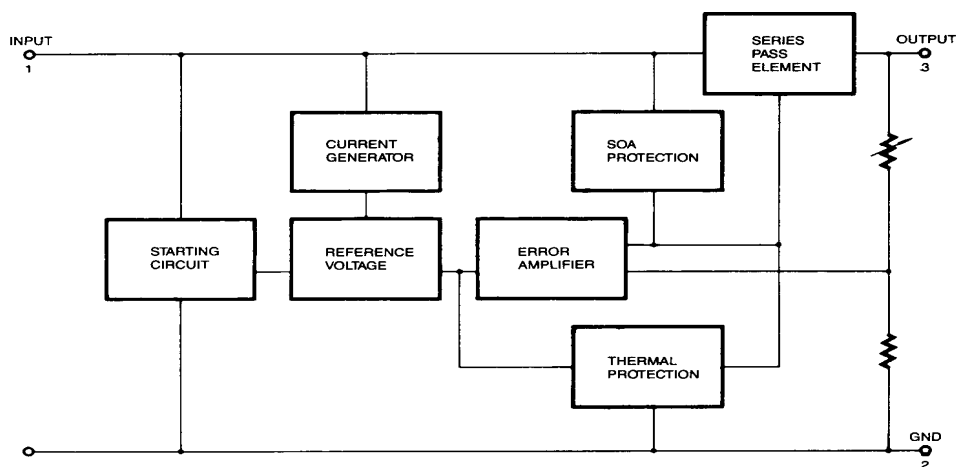 INPUT
1
SERIES
PASS
ELEMENT
OUTPUT
3
CURRENT
GENERATOR
SOA
PROTECTION
STARTING
CIRCUIT
REFERENCE
VOLTAGE
ERROR
AMPLIFIER
THERMAL
PROTECTION
GND
2